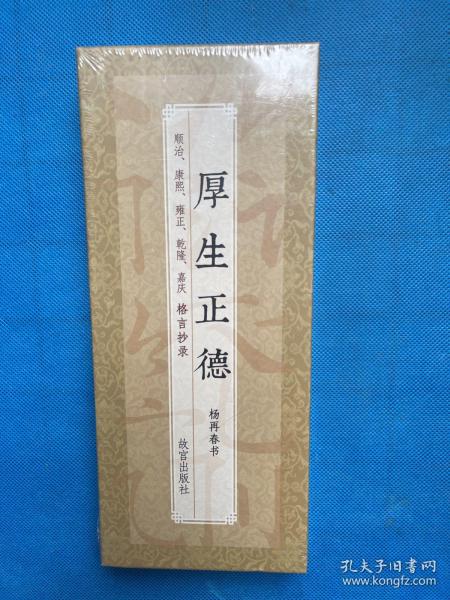 厚生正德
顺治、康熙、雍正、乾隆、嘉庆 格言抄录
杨再春书
故宫出版社
孔夫子旧书网
www.kongfz.com